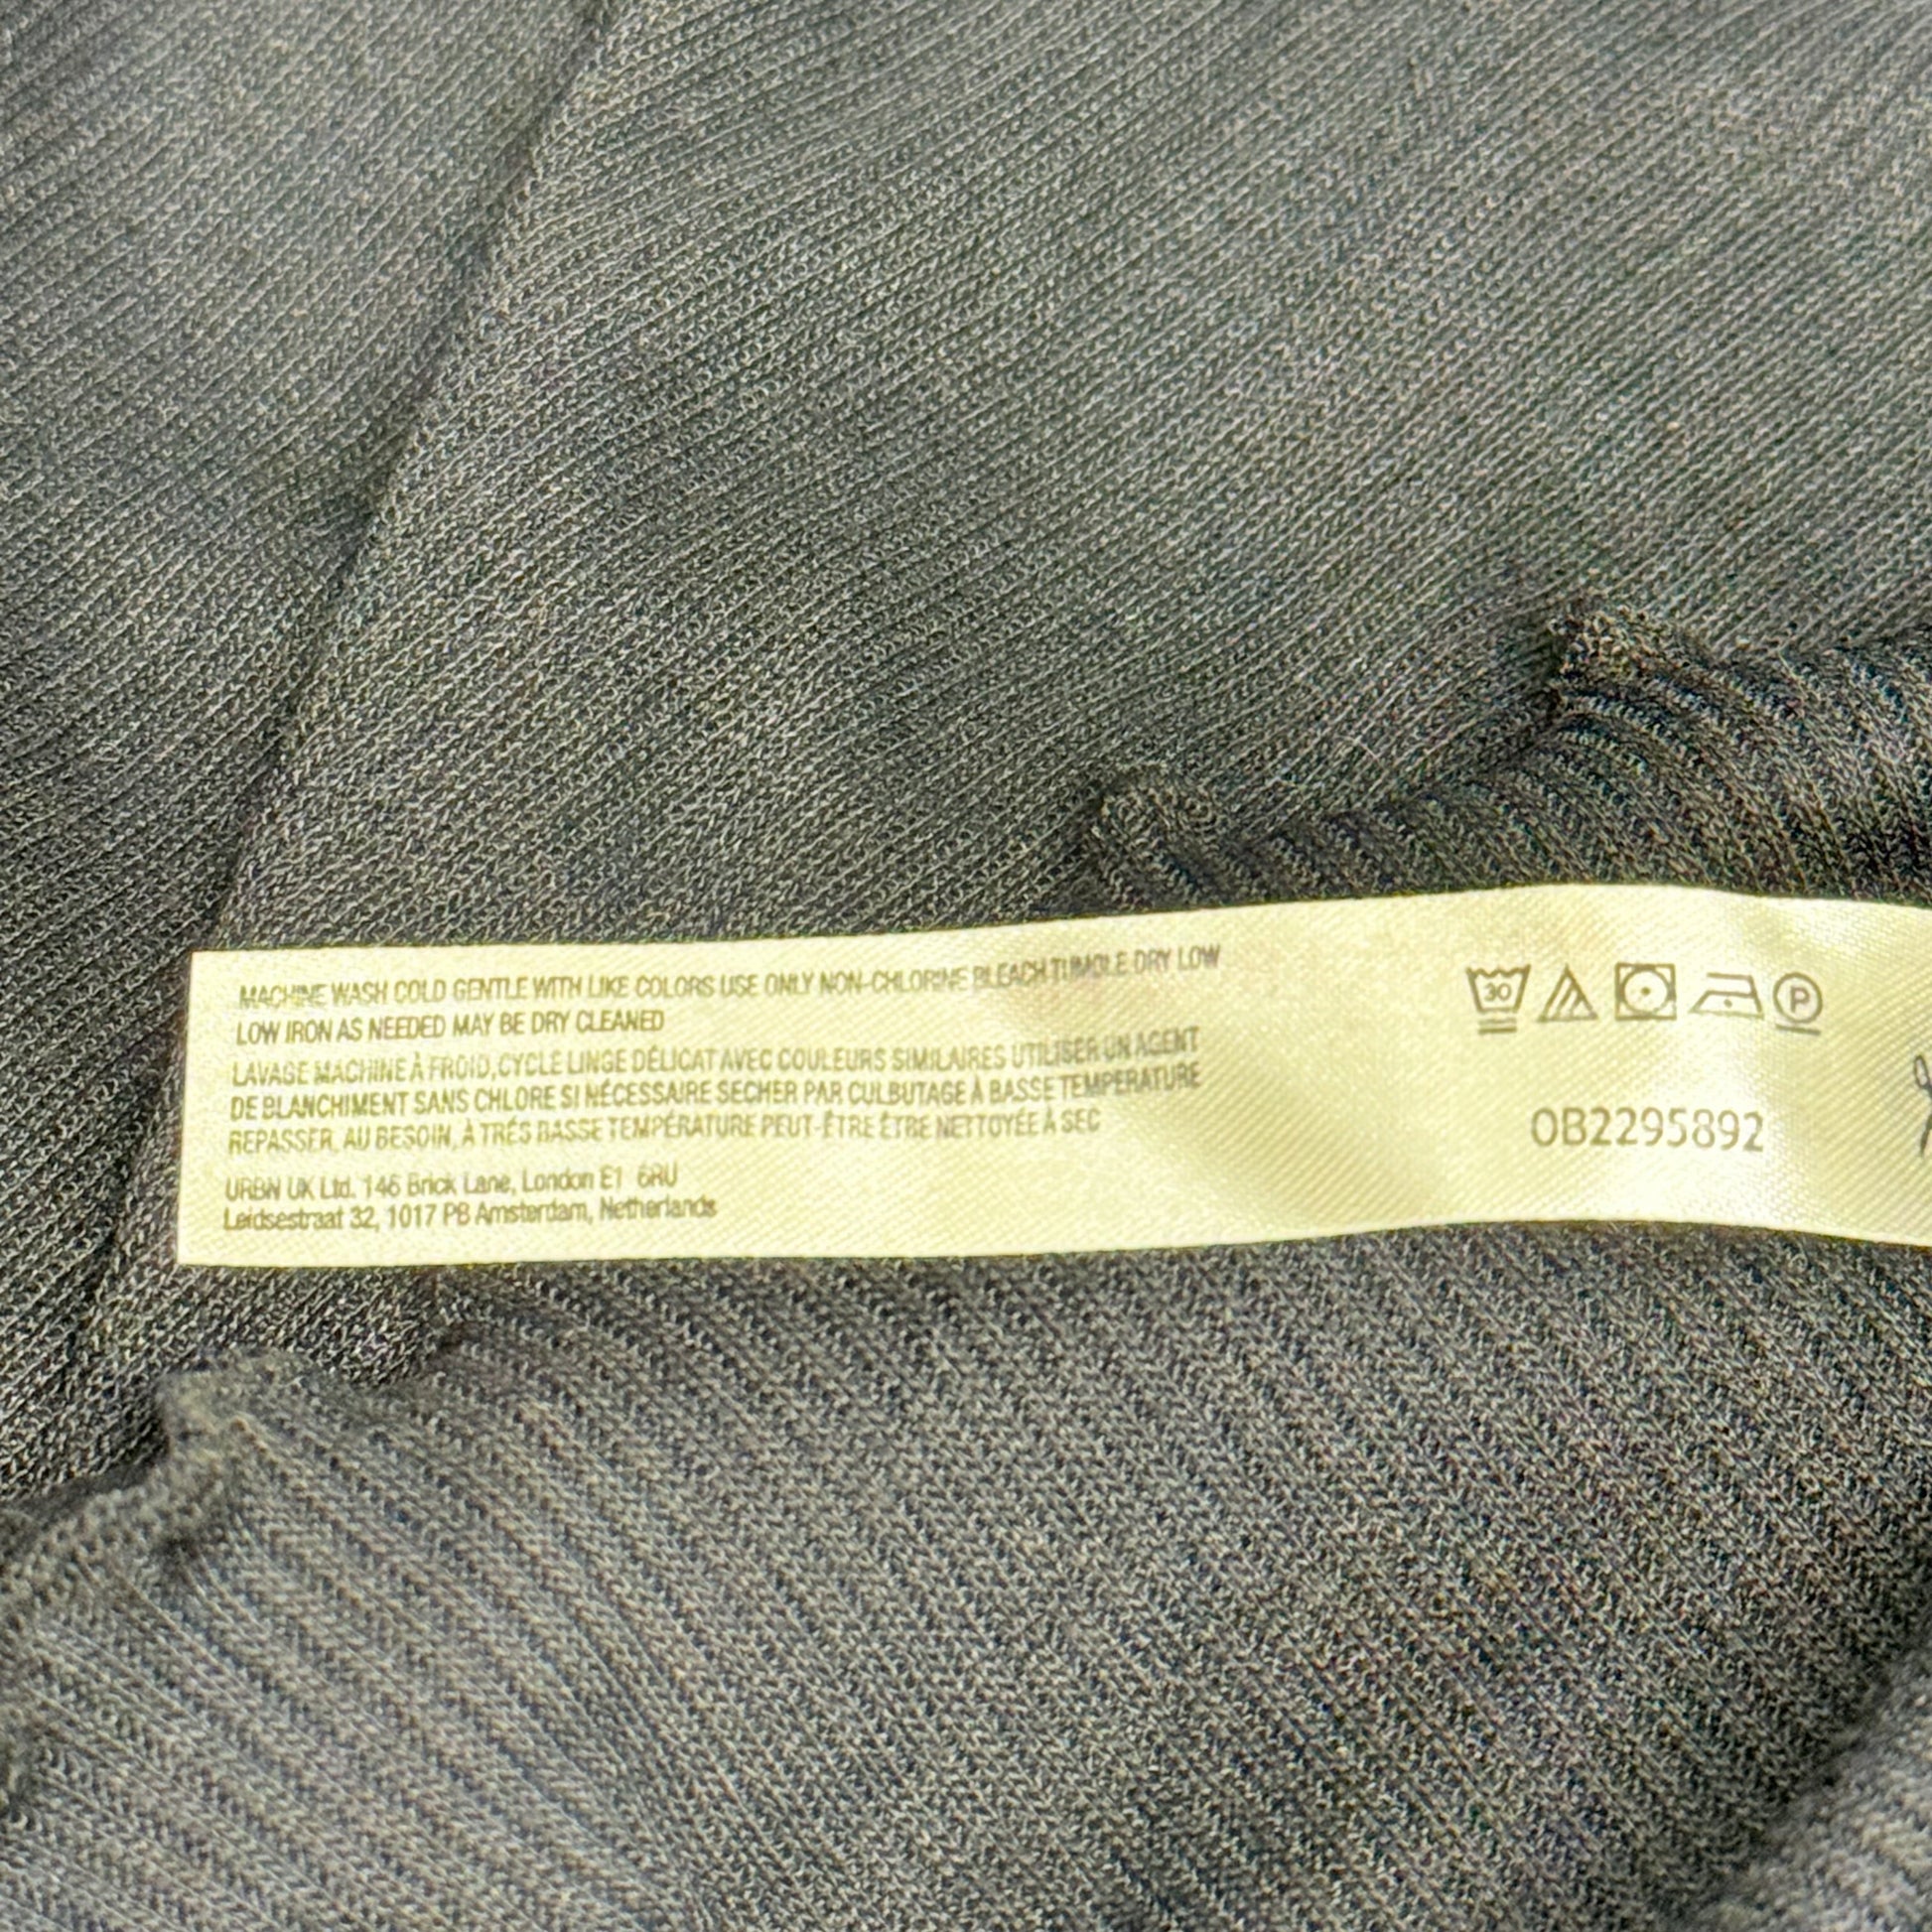 MACHINE WASH COLD GENTLE WITH LIKE COLORS USE ONLY NON-CHLORINE BLEACH TUMBLE DRY LOW
LOW IRON AS NEEDED MAY BE DRY CLEANED
LAVAGE MACHINE À FROID,CYCLE LINGE DÉLICAT AVEC COULEURS SIMILAIRES UTILISER UN AGENT
DE BLANCHIMENT SANS CHLORE SI NÉCESSAIRE SECHER PAR CULBUTAGE À BASSE TEMPÉRATURE
REPASSER, AU BESOIN, À TRÉS BASSE TEMPÉRATURE PEUT-ÊTRE ÊTRE NETTOYÉE À SEC
URBN UK Ltd. 146 Brick Lane, London E1 6RU
Leidsestraat 32, 1017 PB Amsterdam, Netherlands
30
P
OB2295892